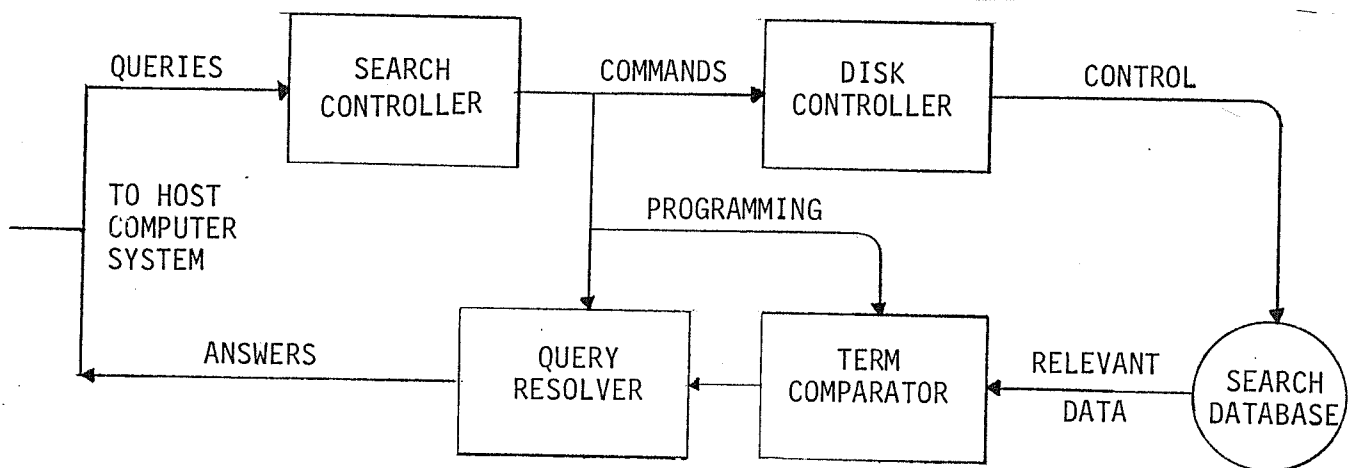 QUERIES
SEARCH
CONTROLLER
COMMANDS
DISK
CONTROLLER
CONTROL
TO HOST
COMPUTER
SYSTEM
PROGRAMMING
ANSWERS
QUERY
RESOLVER
TERM
COMPARATOR
RELEVANT
DATA
SEARCH
DATABASE